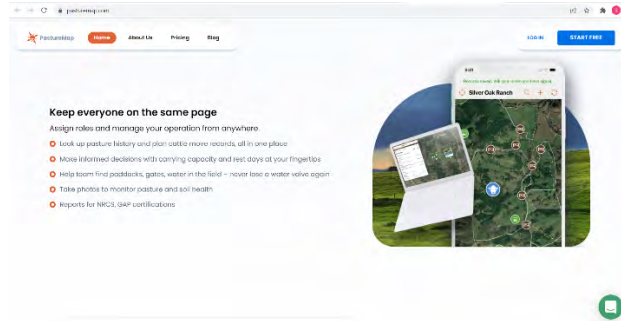 pasturemap.com
PastureMap
Home
About Us
Pricing
Blog
LOG IN
START FREE
Keep everyone on the same page
Assign roles and manage your operation from anywhere
Look up pasture history and plan cattle move records, all in one place
Make informed decisions with carrying capacity and rest days at your fingertips
Help team find paddocks, gates, water in the field – never lose a water valve again
Take photos to monitor pasture and soil health
Reports for NRCS, GAP certifications
Silver Oak Ranch